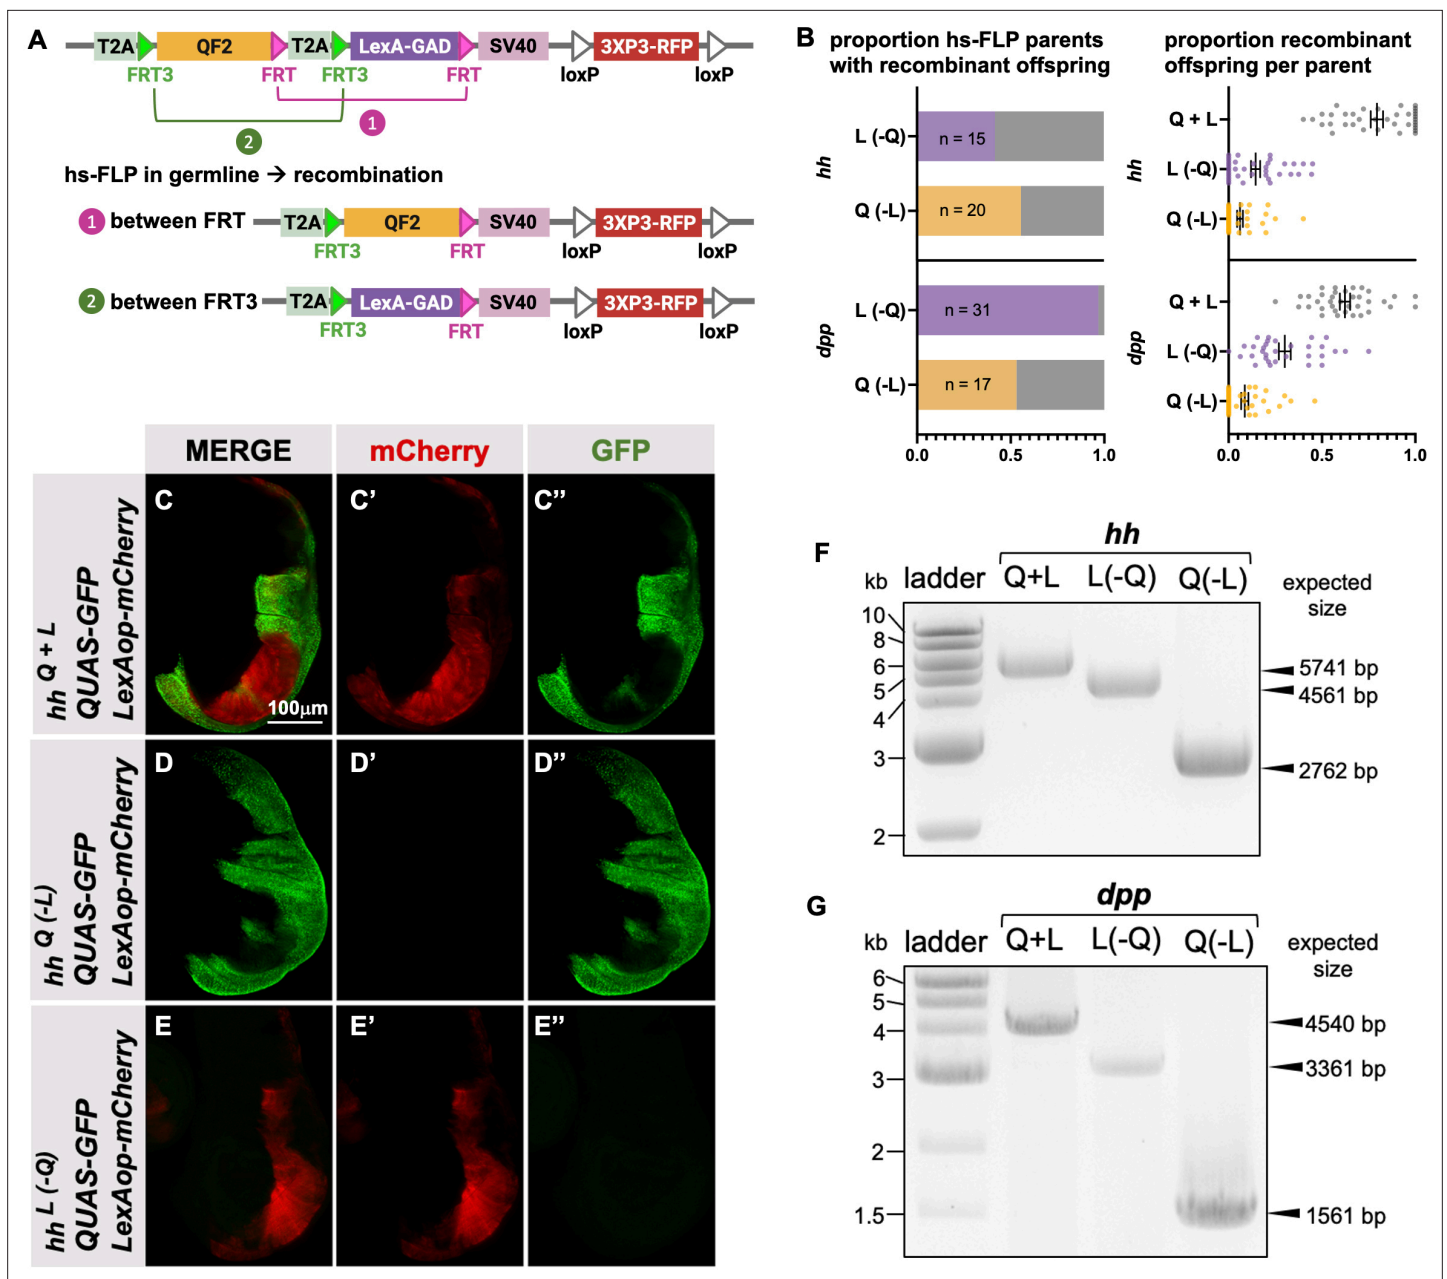 A
T2A QF2 T2A LexA-GAD SV40 3XP3-RFP
FRT3 FRT FRT3 FRT loxP loxP
1
2
hs-FLP in germline → recombination
1 between FRT T2A QF2 SV40 3XP3-RFP
FRT3 FRT loxP loxP
2 between FRT3 T2A LexA-GAD SV40 3XP3-RFP
FRT3 FRT loxP loxP
B
proportion hs-FLP parents
with recombinant offspring
hh
L (-Q) n = 15
Q (-L) n = 20
dpp
L (-Q) n = 31
Q (-L) n = 17
0.0 0.5 1.0
proportion recombinant
offspring per parent
hh
Q + L
L (-Q)
Q (-L)
dpp
Q + L
L (-Q)
Q (-L)
0.0 0.5 1.0
MERGE mCherry GFP
hh Q + L
QUAS-GFP
LexAop-mCherry
C C’ C’’
100μm
hh Q (-L)
QUAS-GFP
LexAop-mCherry
D D’ D’’
hh L (-Q)
QUAS-GFP
LexAop-mCherry
E E’ E’’
F
hh
kb ladder Q+L L(-Q) Q(-L) expected
size
10
8
6
5
4
3
2
5741 bp
4561 bp
2762 bp
G
dpp
kb ladder Q+L L(-Q) Q(-L) expected
size
6
5
4
3
2
1.5
4540 bp
3361 bp
1561 bp